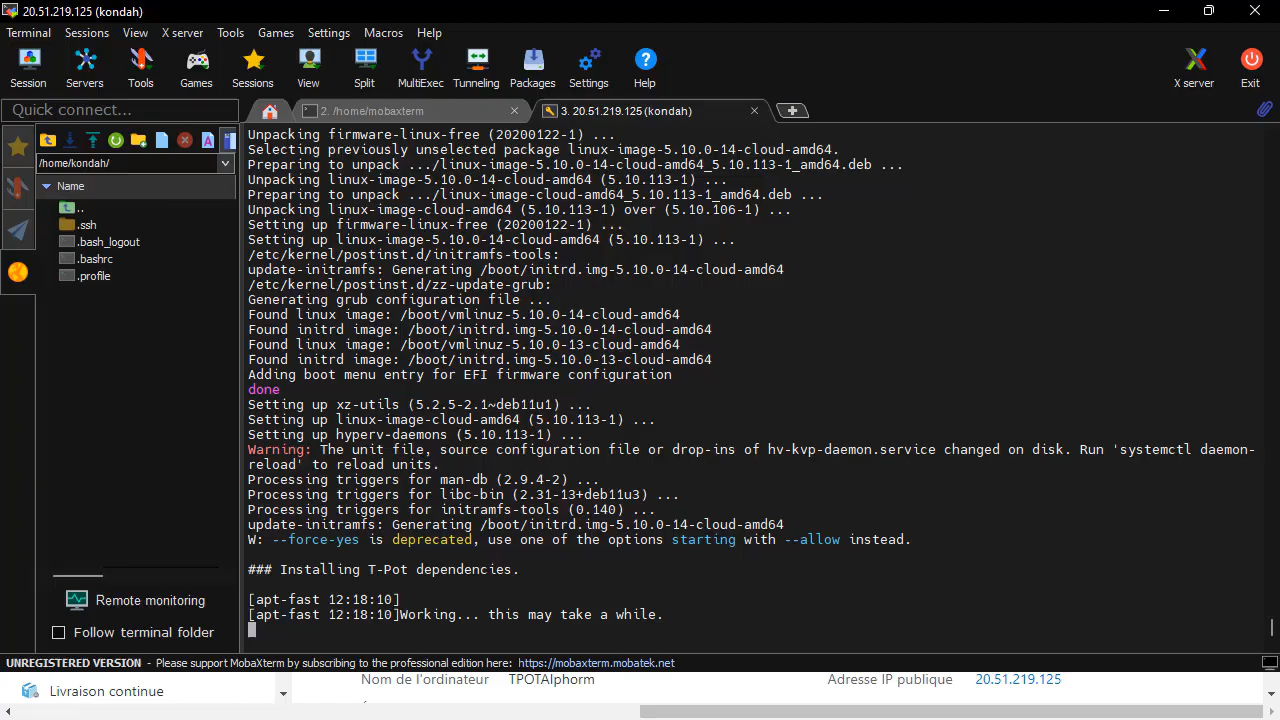 20.51.219.125 (kondah)
Terminal Sessions View X server Tools Games Settings Macros Help
Session Servers Tools Games Sessions View Split MultiExec Tunneling Packages Settings Help X server Exit
Quick connect...
2. /home/mobaxterm
3. 20.51.219.125 (kondah)
/home/kondah/
Name
..
.ssh
.bash_logout
.bashrc
.profile
Remote monitoring
Follow terminal folder
Unpacking firmware-linux-free (20200122-1) ...
Selecting previously unselected package linux-image-5.10.0-14-cloud-amd64.
Preparing to unpack .../linux-image-5.10.0-14-cloud-amd64_5.10.113-1_amd64.deb ...
Unpacking linux-image-5.10.0-14-cloud-amd64 (5.10.113-1) ...
Preparing to unpack .../linux-image-cloud-amd64_5.10.113-1_amd64.deb ...
Unpacking linux-image-cloud-amd64 (5.10.113-1) over (5.10.106-1) ...
Setting up firmware-linux-free (20200122-1) ...
Setting up linux-image-5.10.0-14-cloud-amd64 (5.10.113-1) ...
/etc/kernel/postinst.d/initramfs-tools:
update-initramfs: Generating /boot/initrd.img-5.10.0-14-cloud-amd64
/etc/kernel/postinst.d/zz-update-grub:
Generating grub configuration file ...
Found linux image: /boot/vmlinuz-5.10.0-14-cloud-amd64
Found initrd image: /boot/initrd.img-5.10.0-14-cloud-amd64
Found linux image: /boot/vmlinuz-5.10.0-13-cloud-amd64
Found initrd image: /boot/initrd.img-5.10.0-13-cloud-amd64
Adding boot menu entry for EFI firmware configuration
done
Setting up xz-utils (5.2.5-2.1~deb11u1) ...
Setting up linux-image-cloud-amd64 (5.10.113-1) ...
Setting up hyperv-daemons (5.10.113-1) ...
Warning: The unit file, source configuration file or drop-ins of hv-kvp-daemon.service changed on disk. Run 'systemctl daemon-
reload' to reload units.
Processing triggers for man-db (2.9.4-2) ...
Processing triggers for libc-bin (2.31-13+deb11u3) ...
Processing triggers for initramfs-tools (0.140) ...
update-initramfs: Generating /boot/initrd.img-5.10.0-14-cloud-amd64
W: --force-yes is deprecated, use one of the options starting with --allow instead.
### Installing T-Pot dependencies.
[apt-fast 12:18:10]
[apt-fast 12:18:10]Working... this may take a while.
UNREGISTERED VERSION - Please support MobaXterm by subscribing to the professional edition here: https://mobaxterm.mobatek.net
Livraison continue
Nom de l'ordinateur TPOTAlphorm
Adresse IP publique 20.51.219.125